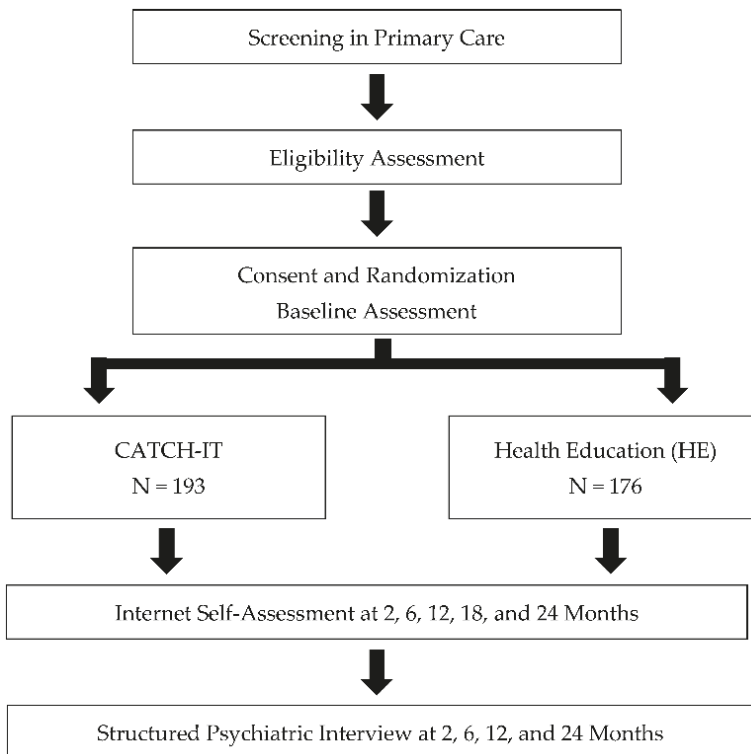 Screening in Primary Care
Eligibility Assessment
Consent and Randomization
Baseline Assessment
CATCH-IT
N = 193
Health Education (HE)
N = 176
Internet Self-Assessment at 2, 6, 12, 18, and 24 Months
Structured Psychiatric Interview at 2, 6, 12, and 24 Months